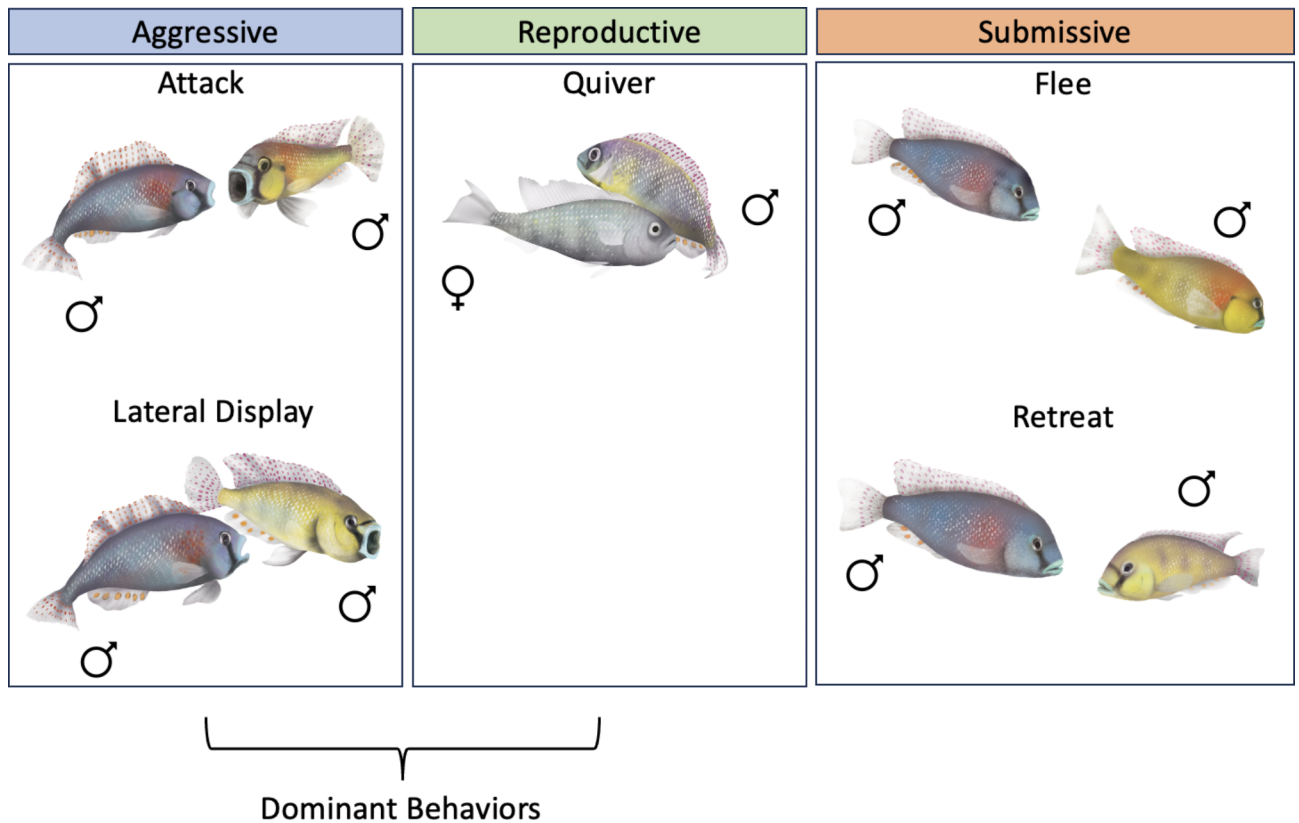 Aggressive
Reproductive
Submissive
Attack
Quiver
Flee
Lateral Display
Retreat
Dominant Behaviors